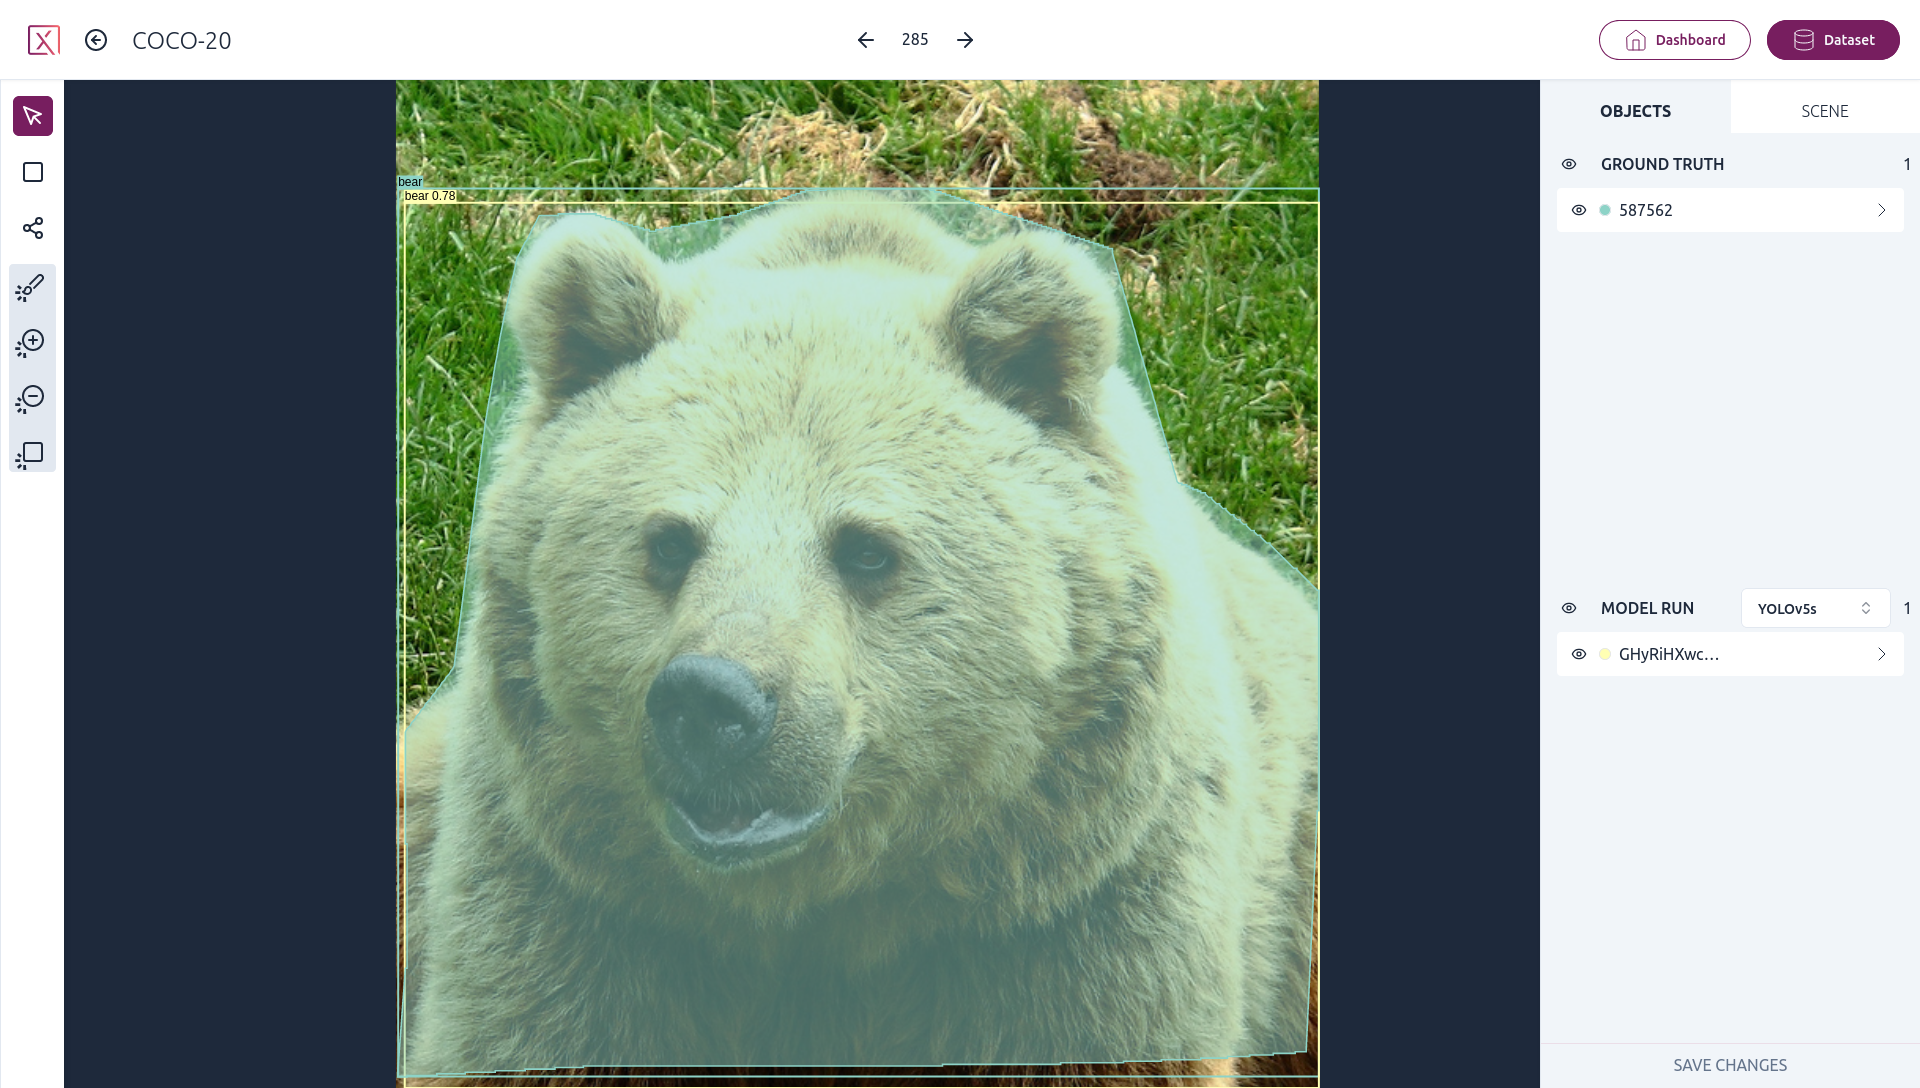 COCO-20
285
Dashboard
Dataset
OBJECTS
SCENE
GROUND TRUTH
1
587562
bear
bear 0.78
MODEL RUN
YOLOv5s
1
GHyRiHXwc...
SAVE CHANGES